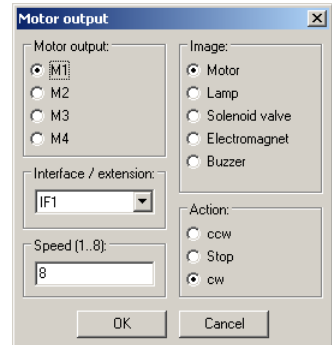 Motor output
Motor output:
M1
M2
M3
M4
Interface / extension:
IF1
Speed (1..8):
8
Image:
Motor
Lamp
Solenoid valve
Electromagnet
Buzzer
Action:
ccw
Stop
cw
OK
Cancel